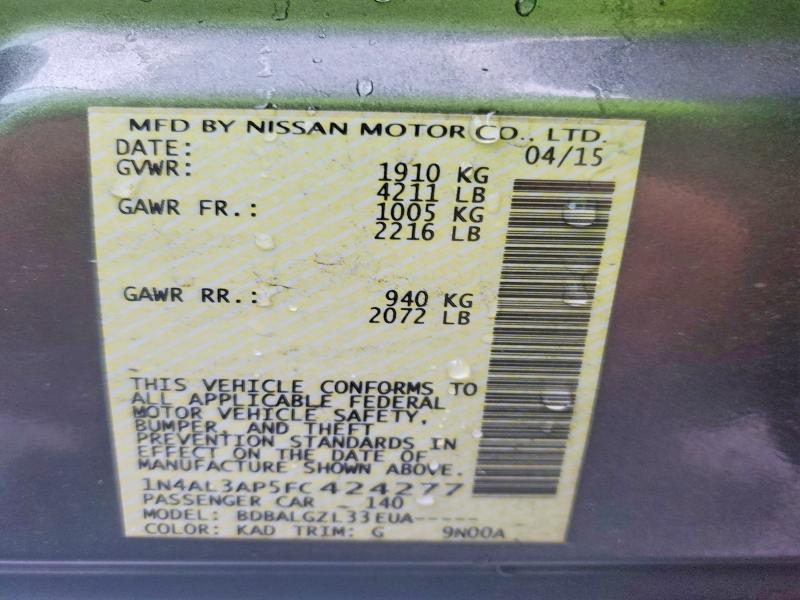 MFD BY NISSAN MOTOR CO., LTD.
DATE: 04/15
GVWR: 1910 KG
4211 LB
GAWR FR.: 1005 KG
2216 LB
GAWR RR.: 940 KG
2072 LB
THIS VEHICLE CONFORMS TO
ALL APPLICABLE FEDERAL
MOTOR VEHICLE SAFETY,
BUMPER, AND THEFT
PREVENTION STANDARDS IN
EFFECT ON THE DATE OF
MANUFACTURE SHOWN ABOVE.
1N4AL3AP5FC424277
PASSENGER CAR 140
MODEL: BDBALGZL33EUA-----
COLOR: KAD TRIM: G 9N00A